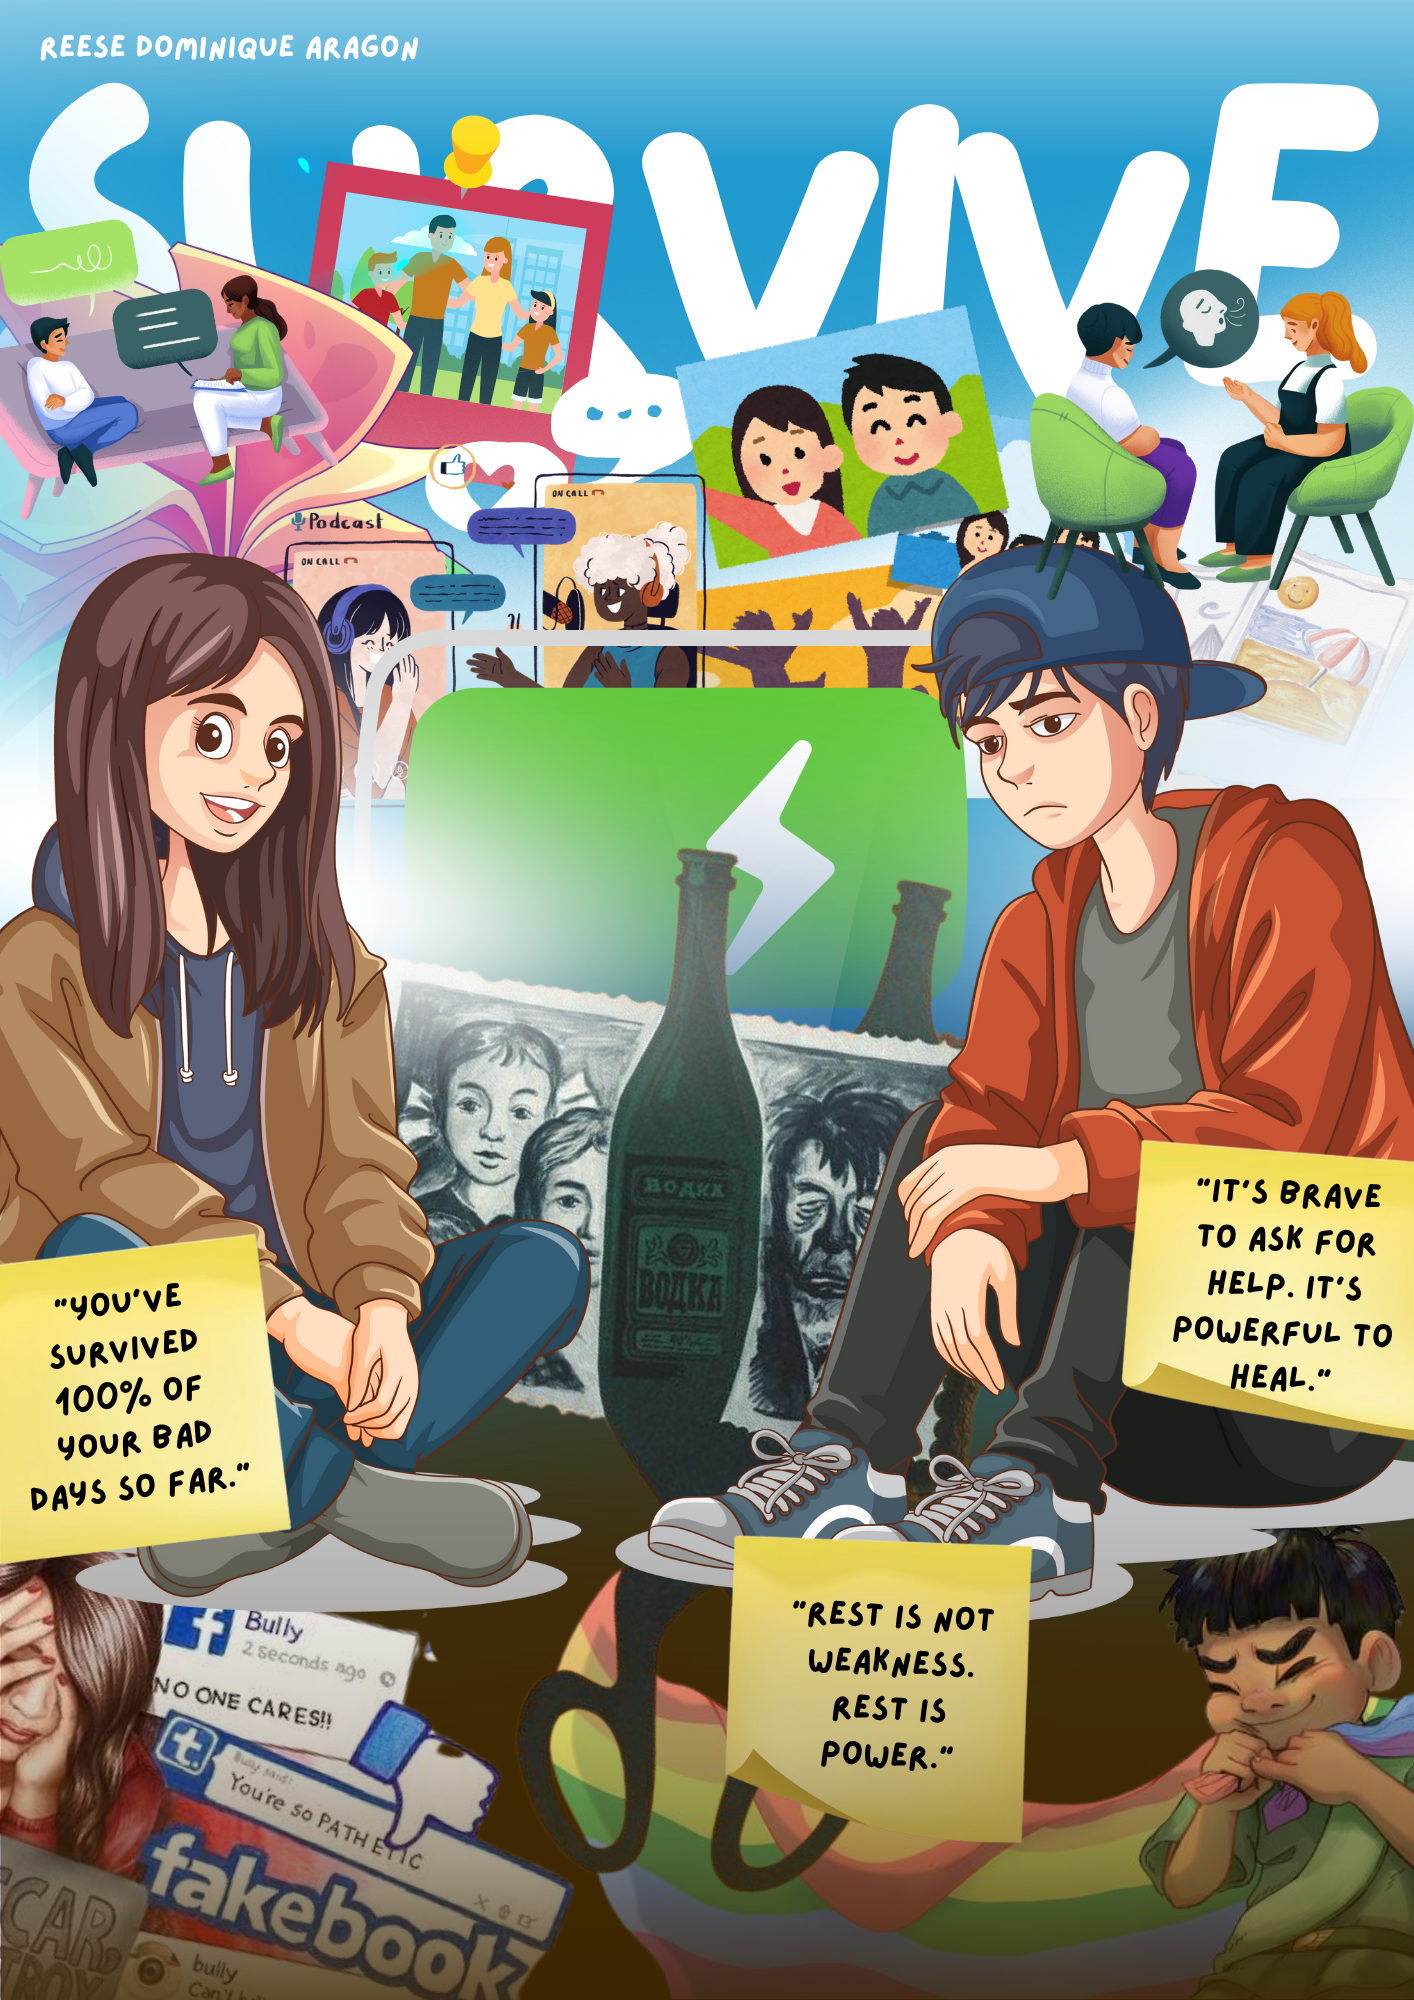 REESE DOMINIQUE ARAGON
SURVIVE
ON CALL
Podcast
ON CALL
ВОДКА
ВОДКА
"IT'S BRAVE
TO ASK FOR
HELP. IT'S
POWERFUL TO
HEAL."
"YOU'VE
SURVIVED
100% OF
YOUR BAD
DAYS SO FAR."
"REST IS NOT
WEAKNESS.
REST IS
POWER."
Bully
2 seconds ago
NO ONE CARES!!
Bully said:
You're so PATHETIC
fakebook
bully